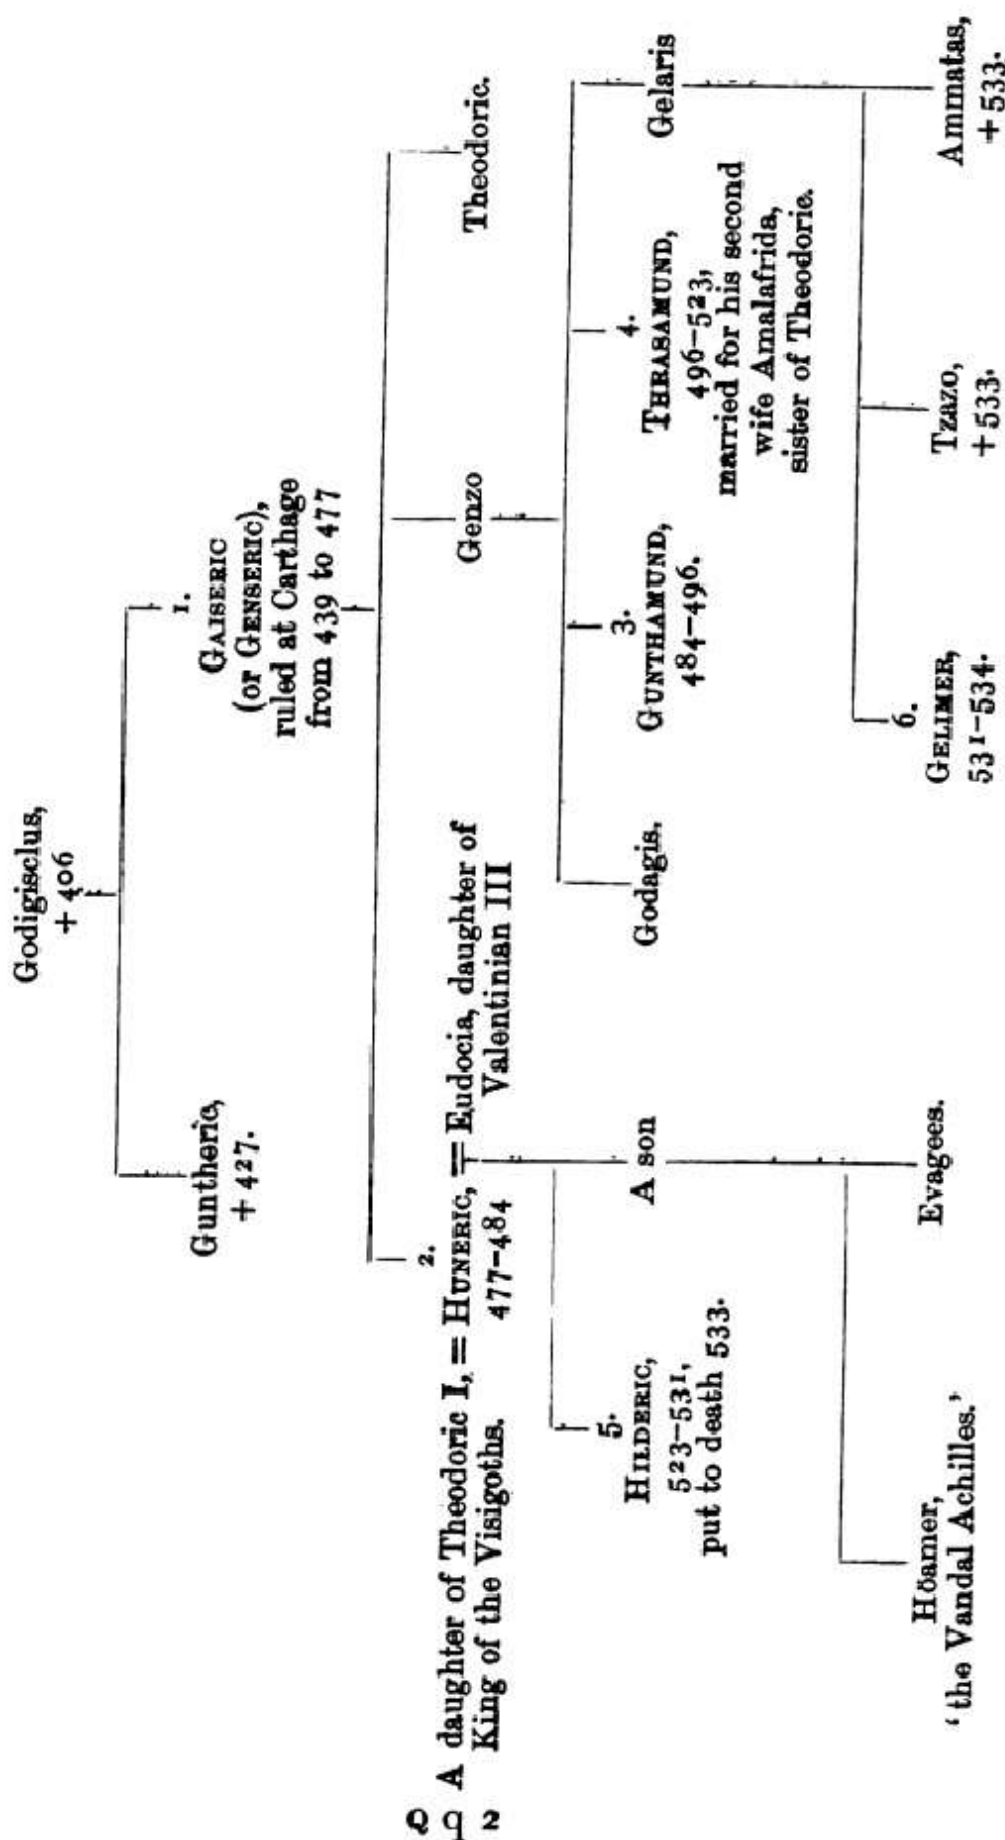 Godigisclus,
+406
Guntheric,
+427.
1.
GAISERIC
(or GENSERIC),
ruled at Carthage
from 439 to 477
2.
A daughter of Theodoric I, = HUNERIC, = Eudocia, daughter of
King of the Visigoths.
477–484
Valentinian III
Genzo
Theodoric.
5.
HILDERIC,
523–531,
put to death 533.
A son
Godagis.
3.
GUNTHAMUND,
484–496.
4.
THRASAMUND,
496–523,
married for his second
wife Amalafrida,
sister of Theodoric.
Gelaris
Höamer,
‘the Vandal Achilles.’
Evagees.
6.
GELIMER,
531–534.
Tzazo,
+533.
Ammatas,
+533.
2